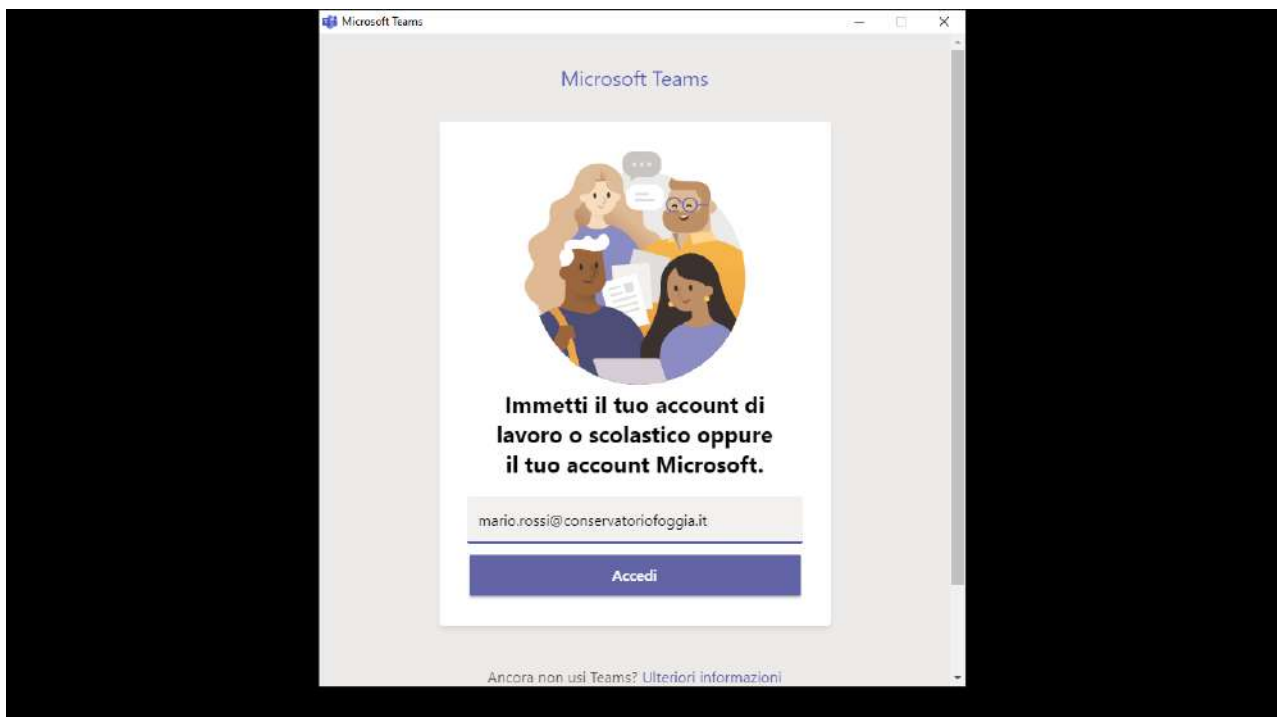 Microsoft Teams
Microsoft Teams
Immetti il tuo account di
lavoro o scolastico oppure
il tuo account Microsoft.
mario.rossi@conservatoriofoggia.it
Accedi
Ancora non usi Teams? Ulteriori informazioni